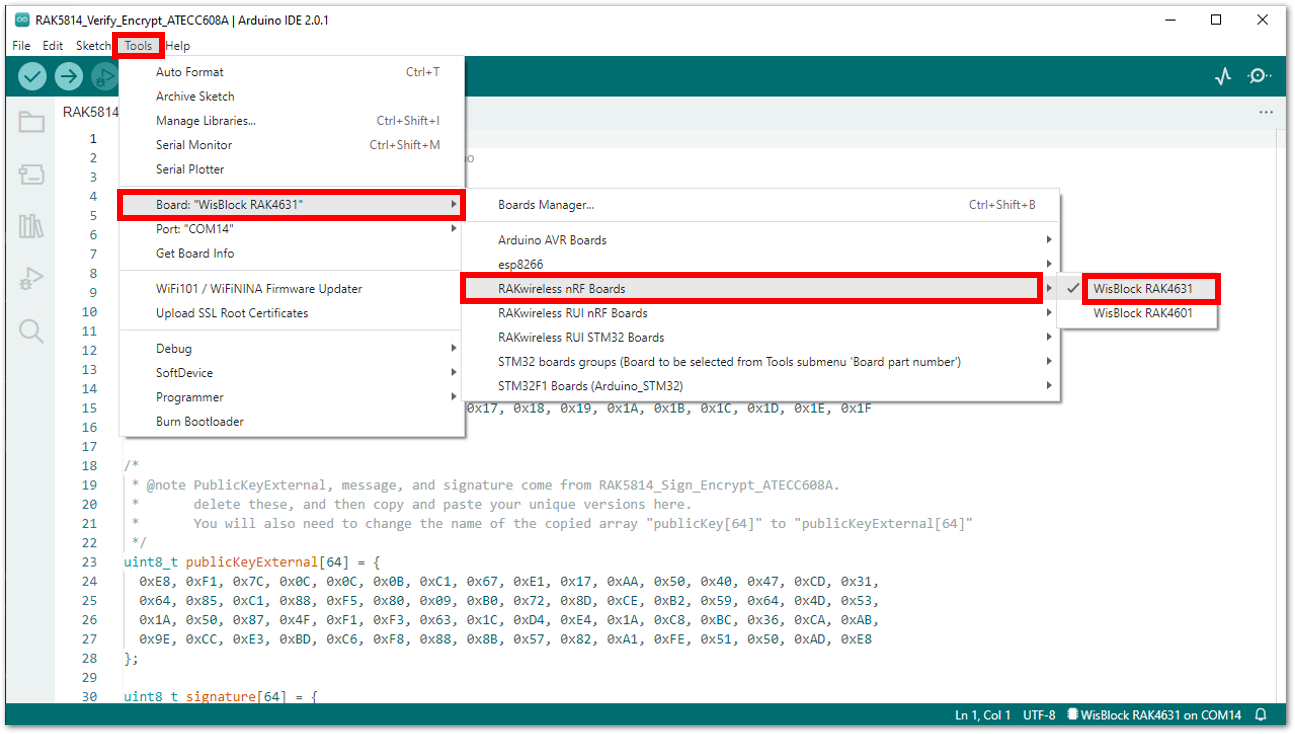 RAK5814_Verify_Encrypt_ATECC608A | Arduino IDE 2.0.1
File Edit Sketch Tools Help
RAK5814
Auto Format Ctrl+T
Archive Sketch
Manage Libraries... Ctrl+Shift+I
Serial Monitor Ctrl+Shift+M
Serial Plotter
Board: "WisBlock RAK4631"
Port: "COM14"
Get Board Info
WiFi101 / WiFiNINA Firmware Updater
Upload SSL Root Certificates
Debug
SoftDevice
Programmer
Burn Bootloader
Boards Manager... Ctrl+Shift+B
Arduino AVR Boards
esp8266
RAKwireless nRF Boards
RAKwireless RUI nRF Boards
RAKwireless RUI STM32 Boards
STM32 boards groups (Board to be selected from Tools submenu 'Board part number')
STM32F1 Boards (Arduino_STM32)
WisBlock RAK4631
WisBlock RAK4601
1
2
3
4
5
6
7
8
9
10
11
12
13
14
15 0x17, 0x18, 0x19, 0x1A, 0x1B, 0x1C, 0x1D, 0x1E, 0x1F
16
17
18 /*
19 * @note PublicKeyExternal, message, and signature come from RAK5814_Sign_Encrypt_ATECC608A.
20 * delete these, and then copy and paste your unique versions here.
21 * You will also need to change the name of the copied array "publicKey[64]" to "publicKeyExternal[64]"
22 */
23 uint8_t publicKeyExternal[64] = {
24 0xE8, 0xF1, 0x7C, 0x0C, 0x0C, 0x0B, 0xC1, 0x67, 0xE1, 0x17, 0xAA, 0x50, 0x40, 0x47, 0xCD, 0x31,
25 0x64, 0x85, 0xC1, 0x88, 0xF5, 0x80, 0x09, 0xB0, 0x72, 0x8D, 0xCE, 0xB2, 0x59, 0x64, 0x4D, 0x53,
26 0x1A, 0x50, 0x87, 0x4F, 0xF1, 0xF3, 0x63, 0x1C, 0xD4, 0xE4, 0x1A, 0xC8, 0xBC, 0x36, 0xCA, 0xAB,
27 0x9E, 0xCC, 0xE3, 0xBD, 0xC6, 0xF8, 0x88, 0x8B, 0x57, 0x82, 0xA1, 0xFE, 0x51, 0x50, 0xAD, 0xE8
28 };
29
30 uint8_t signature[64] = {
Ln 1, Col 1 UTF-8 WisBlock RAK4631 on COM14